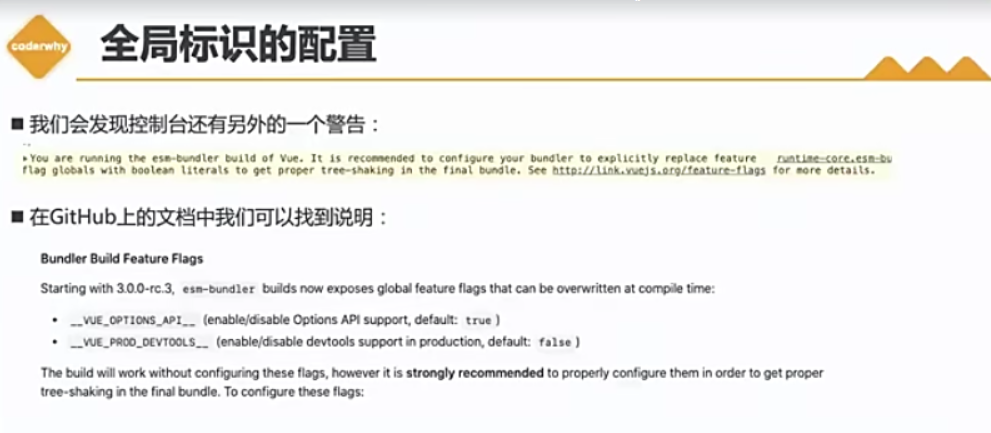 coderwhy
全局标识的配置
■ 我们会发现控制台还有另外的一个警告：
▸You are running the esm-bundler build of Vue. It is recommended to configure your bundler to explicitly replace feature runtime-core.esm-bu
flag globals with boolean literals to get proper tree-shaking in the final bundle. See http://link.vuejs.org/feature-flags for more details.
■ 在GitHub上的文档中我们可以找到说明：
Bundler Build Feature Flags
Starting with 3.0.0-rc.3, esm-bundler builds now exposes global feature flags that can be overwritten at compile time:
• __VUE_OPTIONS_API__ (enable/disable Options API support, default: true )
• __VUE_PROD_DEVTOOLS__ (enable/disable devtools support in production, default: false )
The build will work without configuring these flags, however it is strongly recommended to properly configure them in order to get proper
tree-shaking in the final bundle. To configure these flags: